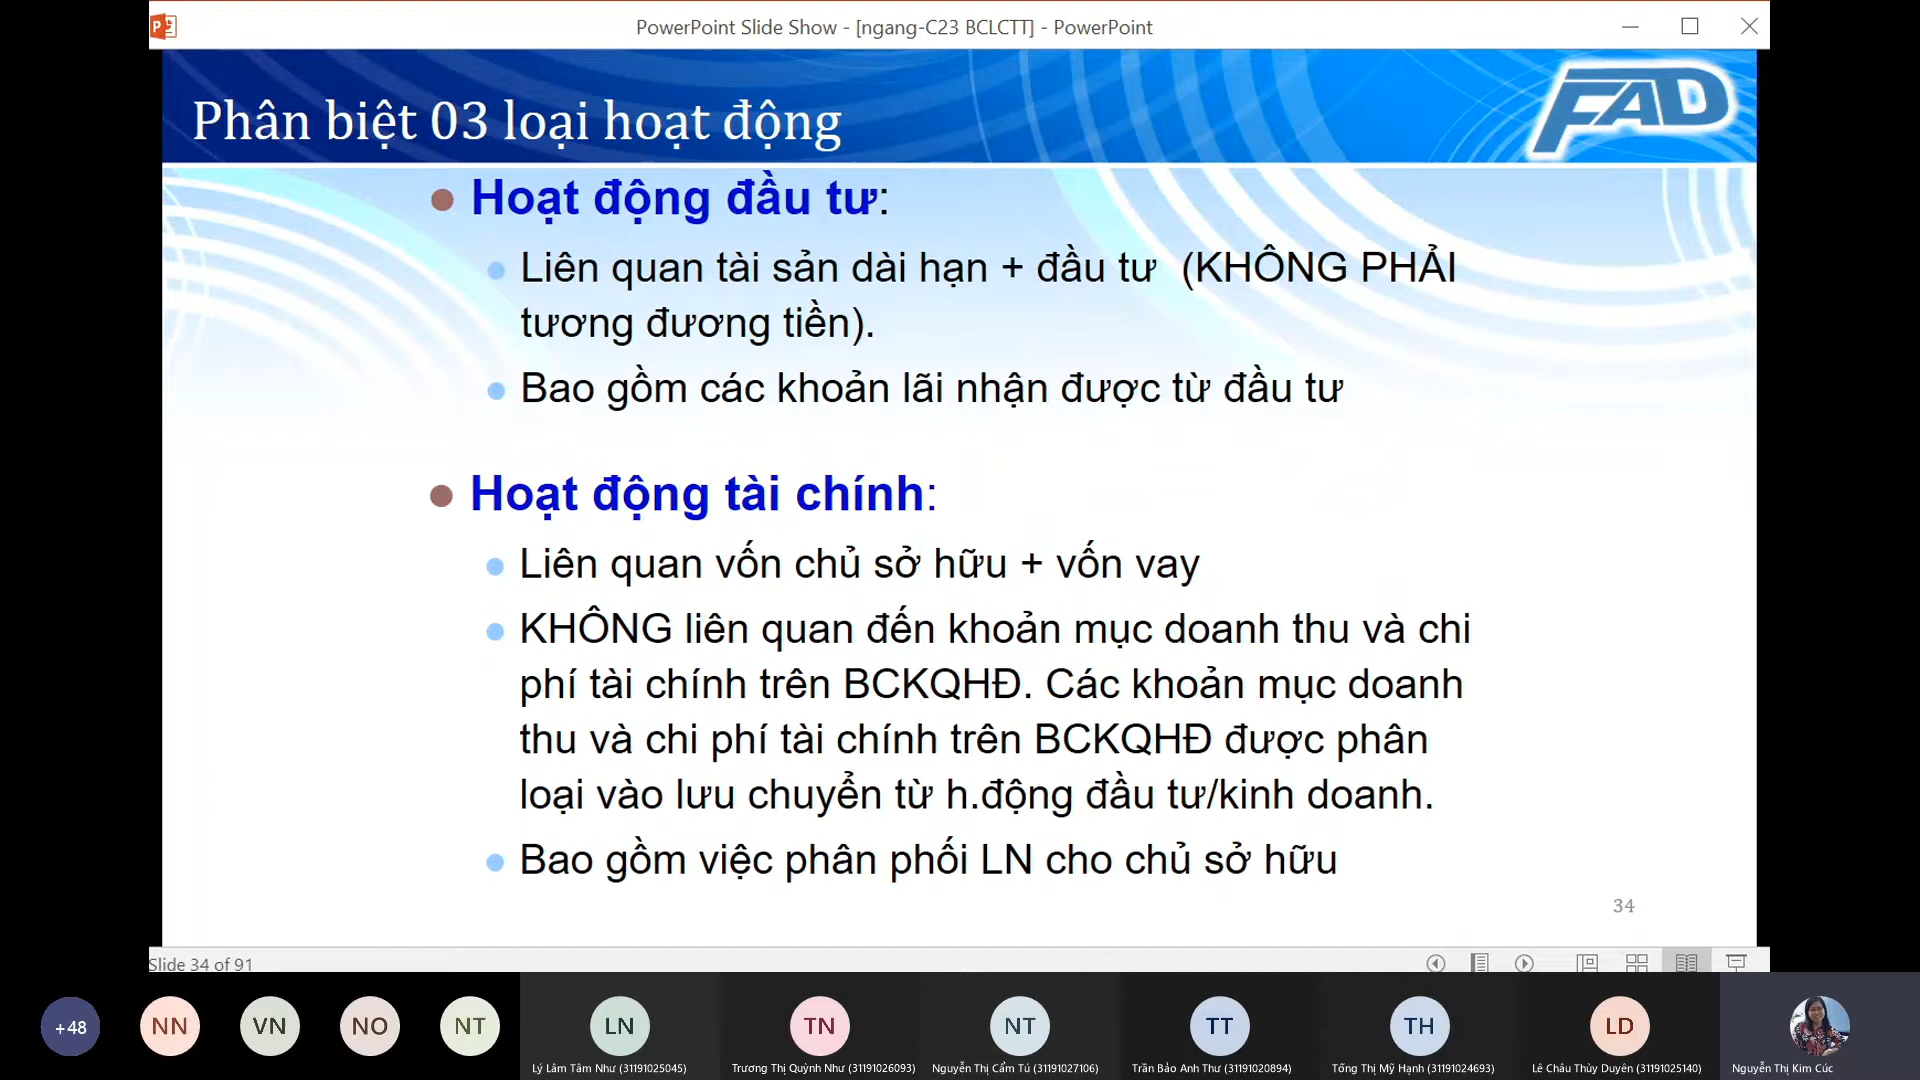 PowerPoint Slide Show - [ngang-C23 BCLCTT] - PowerPoint
Phân biệt 03 loại hoạt động
FAD
Hoạt động đầu tư:
Liên quan tài sản dài hạn + đầu tư (KHÔNG PHẢI
tương đương tiền).
Bao gồm các khoản lãi nhận được từ đầu tư
Hoạt động tài chính:
Liên quan vốn chủ sở hữu + vốn vay
KHÔNG liên quan đến khoản mục doanh thu và chi
phí tài chính trên BCKQHĐ. Các khoản mục doanh
thu và chi phí tài chính trên BCKQHĐ được phân
loại vào lưu chuyển từ h.động đầu tư/kinh doanh.
Bao gồm việc phân phối LN cho chủ sở hữu
34
Slide 34 of 91
+48
NN
VN
NO
NT
LN
TN
NT
TT
TH
LD
Lý Lâm Tâm Như (31191025045)
Trương Thị Quỳnh Như (31191026093)
Nguyễn Thị Cẩm Tú (31191027106)
Trần Bảo Anh Thư (31191020894)
Tống Thị Mỹ Hạnh (31191024693)
Lê Châu Thùy Duyên (31191025140)
Nguyễn Thị Kim Cúc